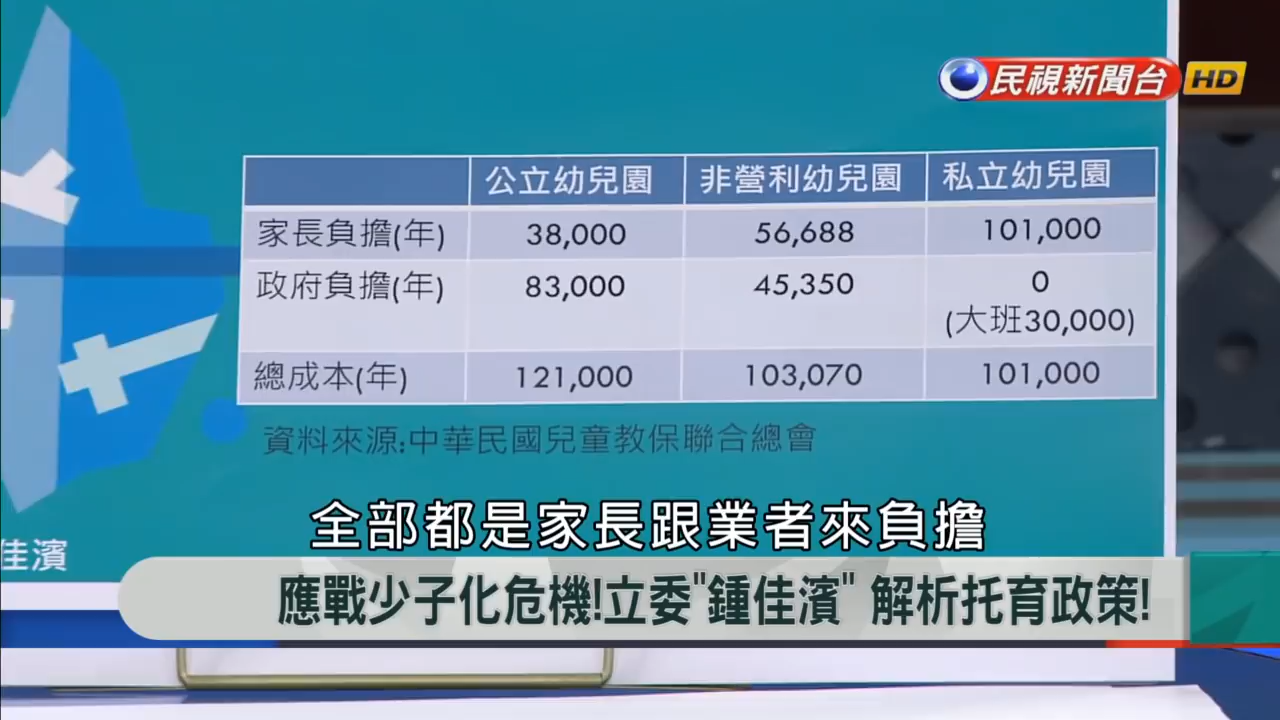 民視新聞台 HD
公立幼兒園 非營利幼兒園 私立幼兒園
家長負擔(年) 38,000 56,688 101,000
政府負擔(年) 83,000 45,350 0
(大班30,000)
總成本(年) 121,000 103,070 101,000
資料來源:中華民國兒童教保聯合總會
全部都是家長跟業者來負擔
佳濱
應戰少子化危機!立委"鍾佳濱" 解析托育政策!